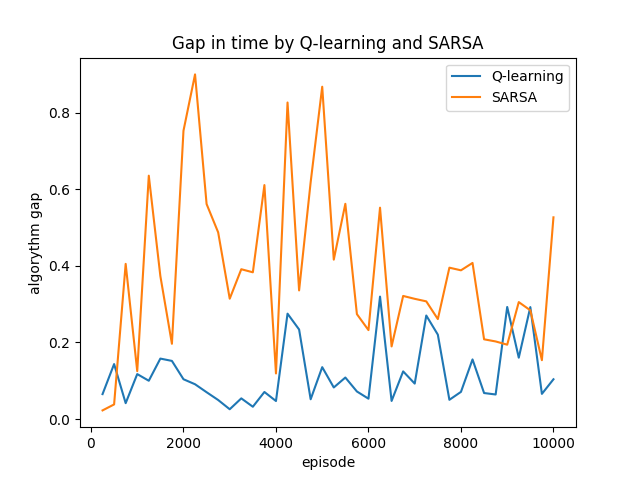 Gap in time by Q-learning and SARSA
Q-learning
SARSA
0.8
0.6
0.4
0.2
0.0
algorythm gap
0
2000
4000
6000
8000
10000
episode